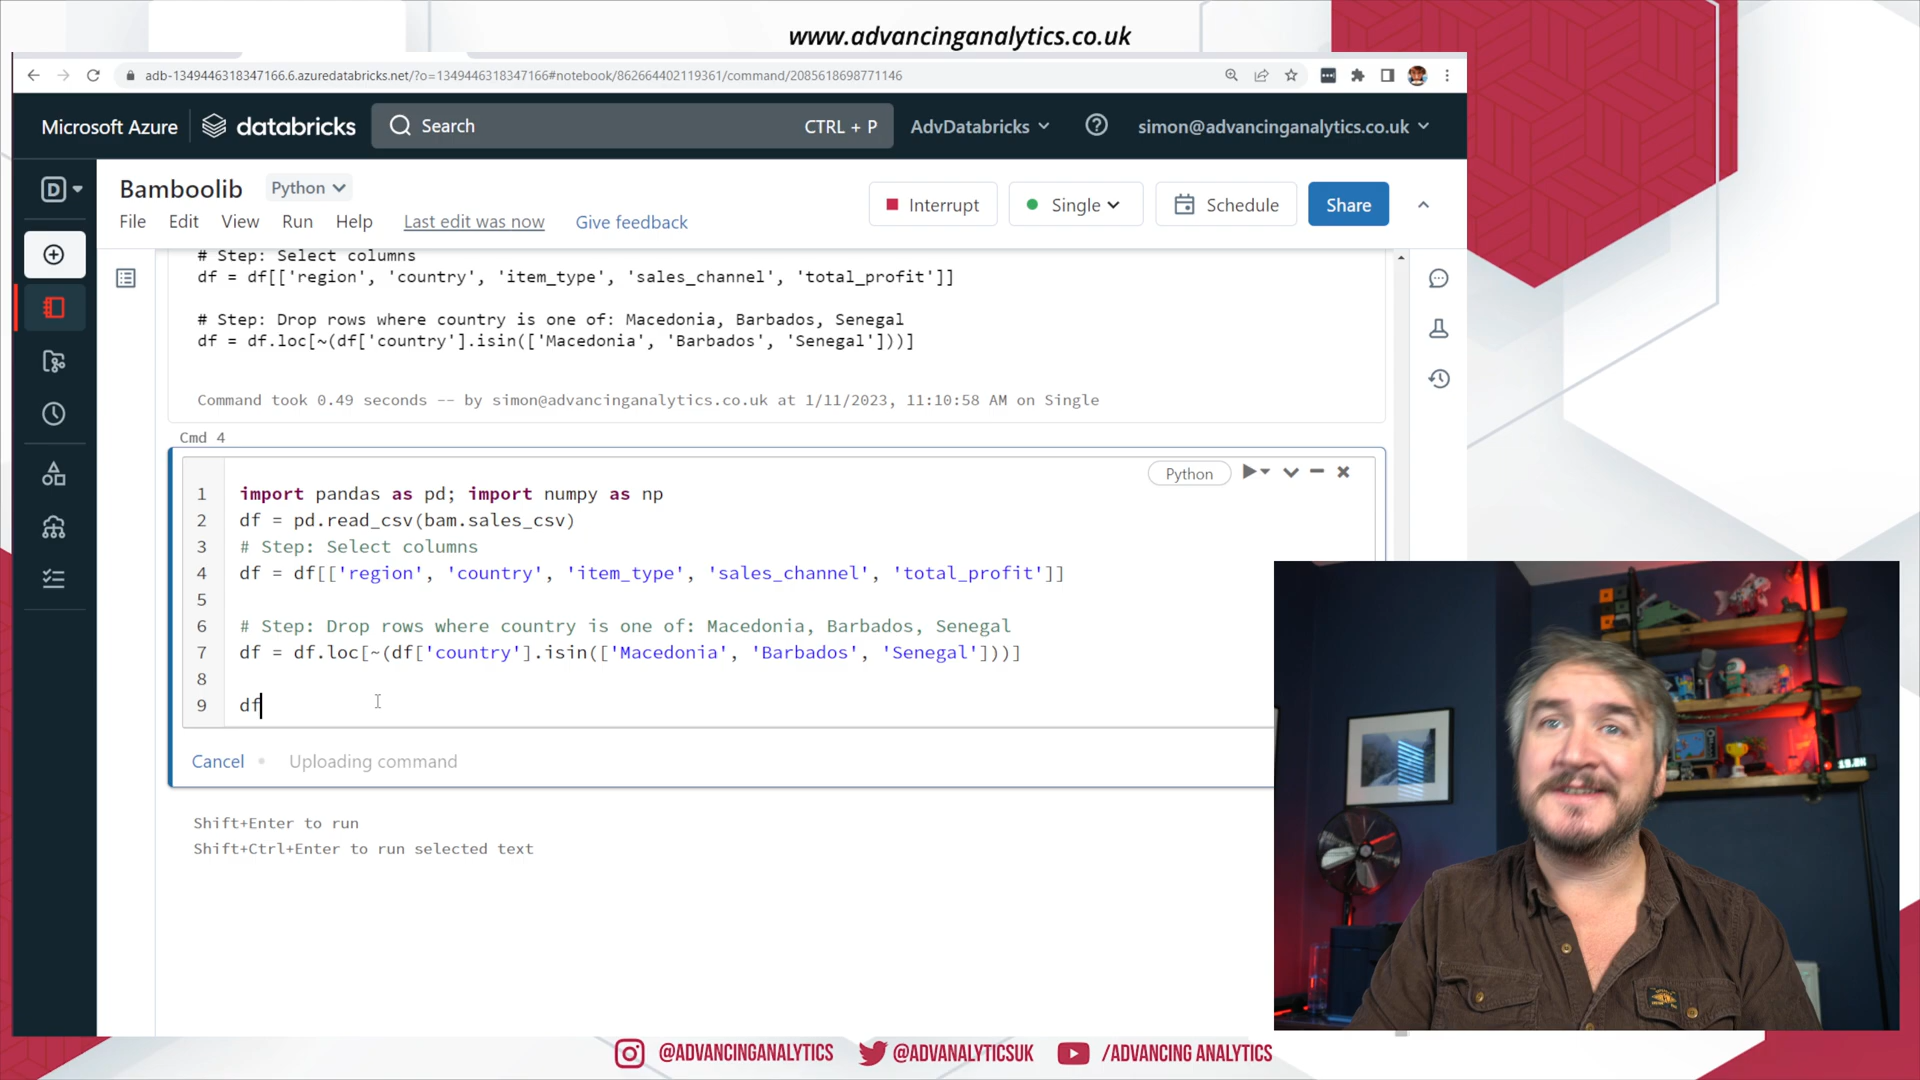 www.advancinganalytics.co.uk
adb-1349446318347166.6.azuredatabricks.net/?o=1349446318347166#notebook/862664402119361/command/2085618698771146
Microsoft Azure databricks Search CTRL + P AdvDatabricks simon@advancinganalytics.co.uk
D
Bamboolib Python
Interrupt Single Schedule Share
File Edit View Run Help Last edit was now Give feedback
# Step: Select columns
df = df[['region', 'country', 'item_type', 'sales_channel', 'total_profit']]
# Step: Drop rows where country is one of: Macedonia, Barbados, Senegal
df = df.loc[~(df['country'].isin(['Macedonia', 'Barbados', 'Senegal']))]
Command took 0.49 seconds -- by simon@advancinganalytics.co.uk at 1/11/2023, 11:10:58 AM on Single
Cmd 4
Python
1 import pandas as pd; import numpy as np
2 df = pd.read_csv(bam.sales_csv)
3 # Step: Select columns
4 df = df[['region', 'country', 'item_type', 'sales_channel', 'total_profit']]
5
6 # Step: Drop rows where country is one of: Macedonia, Barbados, Senegal
7 df = df.loc[~(df['country'].isin(['Macedonia', 'Barbados', 'Senegal']))]
8
9 df
Cancel Uploading command
Shift+Enter to run
Shift+Ctrl+Enter to run selected text
@ADVANCINGANALYTICS @ADVANALYTICSUK /ADVANCING ANALYTICS